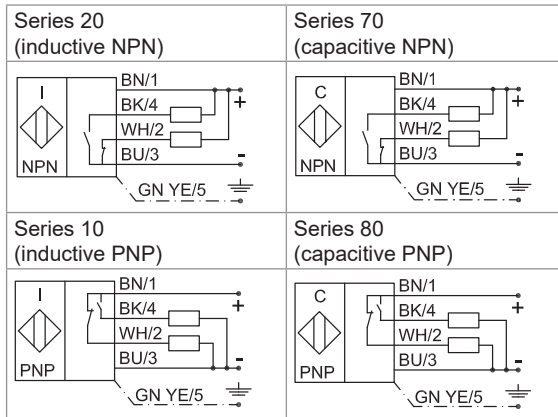 Series 20
(inductive NPN)
Series 70
(capacitive NPN)
I
NPN
BN/1
BK/4
WH/2
BU/3
GN YE/5
+
-
C
NPN
BN/1
BK/4
WH/2
BU/3
GN YE/5
+
-
Series 10
(inductive PNP)
Series 80
(capacitive PNP)
I
PNP
BN/1
BK/4
WH/2
BU/3
GN YE/5
+
-
C
PNP
BN/1
BK/4
WH/2
BU/3
GN YE/5
+
-